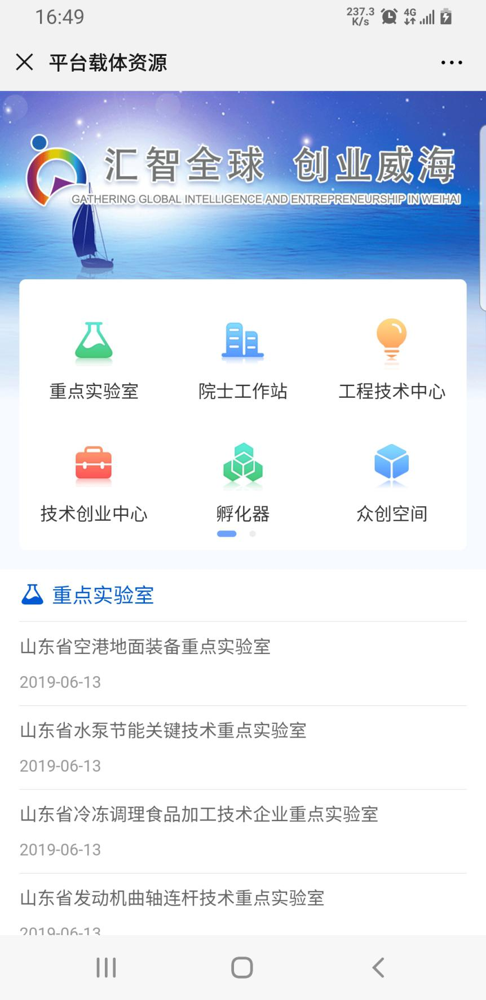 16:49
237.3
K/s
4G
平台载体资源
汇智全球 创业威海
GATHERING GLOBAL INTELLIGENCE AND ENTREPRENEURSHIP IN WEIHAI
重点实验室
院士工作站
工程技术中心
技术创业中心
孵化器
众创空间
重点实验室
山东省空港地面装备重点实验室
2019-06-13
山东省水泵节能关键技术重点实验室
2019-06-13
山东省冷冻调理食品加工技术企业重点实验室
2019-06-13
山东省发动机曲轴连杆技术重点实验室
2019-06-13